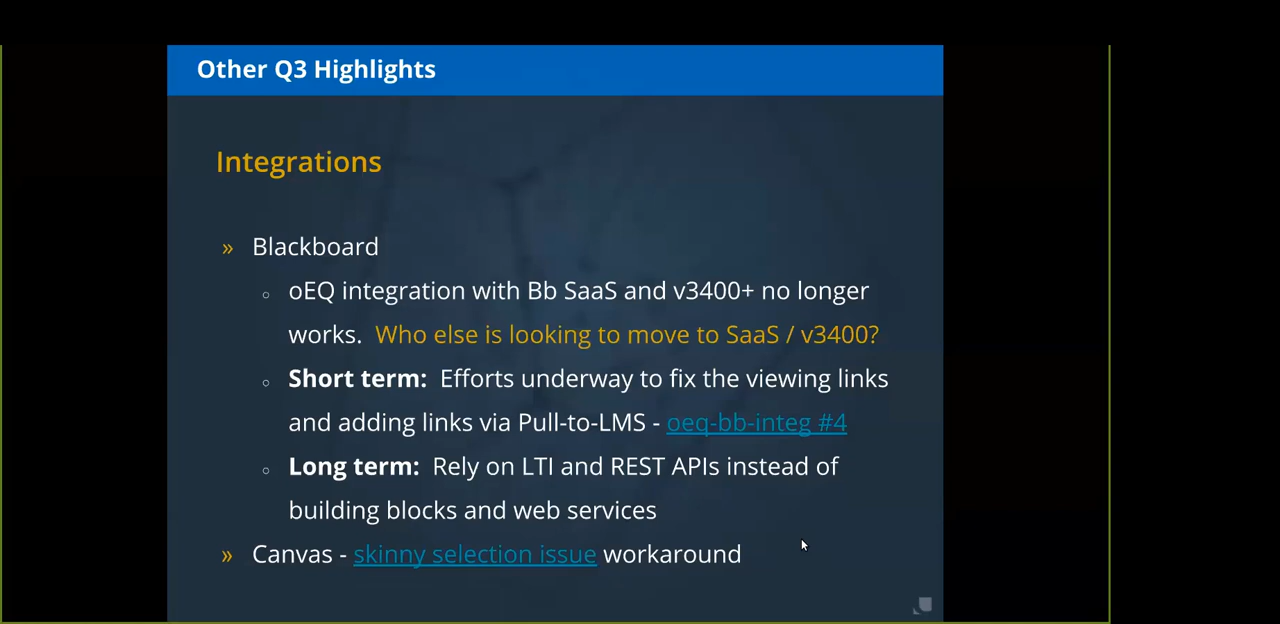 Other Q3 Highlights
Integrations
» Blackboard
○ oEQ integration with Bb SaaS and v3400+ no longer
works.  Who else is looking to move to SaaS / v3400?
○ Short term:  Efforts underway to fix the viewing links
and adding links via Pull-to-LMS - oeq-bb-integ #4
○ Long term:  Rely on LTI and REST APIs instead of
building blocks and web services
» Canvas - skinny selection issue workaround